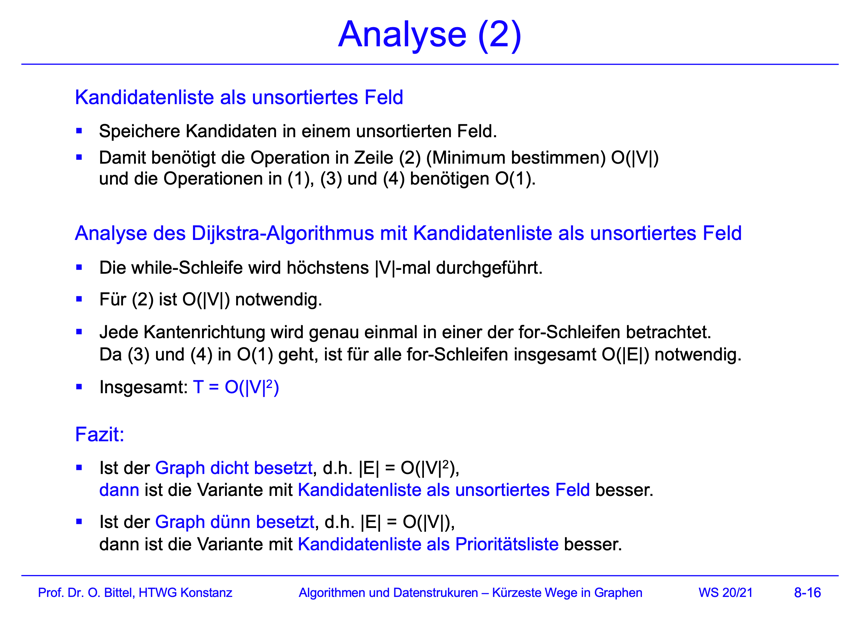 Analyse (2)
Kandidatenliste als unsortiertes Feld
▪ Speichere Kandidaten in einem unsortierten Feld.
▪ Damit benötigt die Operation in Zeile (2) (Minimum bestimmen) O(|V|)
und die Operationen in (1), (3) und (4) benötigen O(1).
Analyse des Dijkstra-Algorithmus mit Kandidatenliste als unsortiertes Feld
▪ Die while-Schleife wird höchstens |V|-mal durchgeführt.
▪ Für (2) ist O(|V|) notwendig.
▪ Jede Kantenrichtung wird genau einmal in einer der for-Schleifen betrachtet.
Da (3) und (4) in O(1) geht, ist für alle for-Schleifen insgesamt O(|E|) notwendig.
▪ Insgesamt: T = O(|V|²)
Fazit:
▪ Ist der Graph dicht besetzt, d.h. |E| = O(|V|²),
dann ist die Variante mit Kandidatenliste als unsortiertes Feld besser.
▪ Ist der Graph dünn besetzt, d.h. |E| = O(|V|),
dann ist die Variante mit Kandidatenliste als Prioritätsliste besser.
Prof. Dr. O. Bittel, HTWG Konstanz Algorithmen und Datenstrukuren – Kürzeste Wege in Graphen WS 20/21 8-16